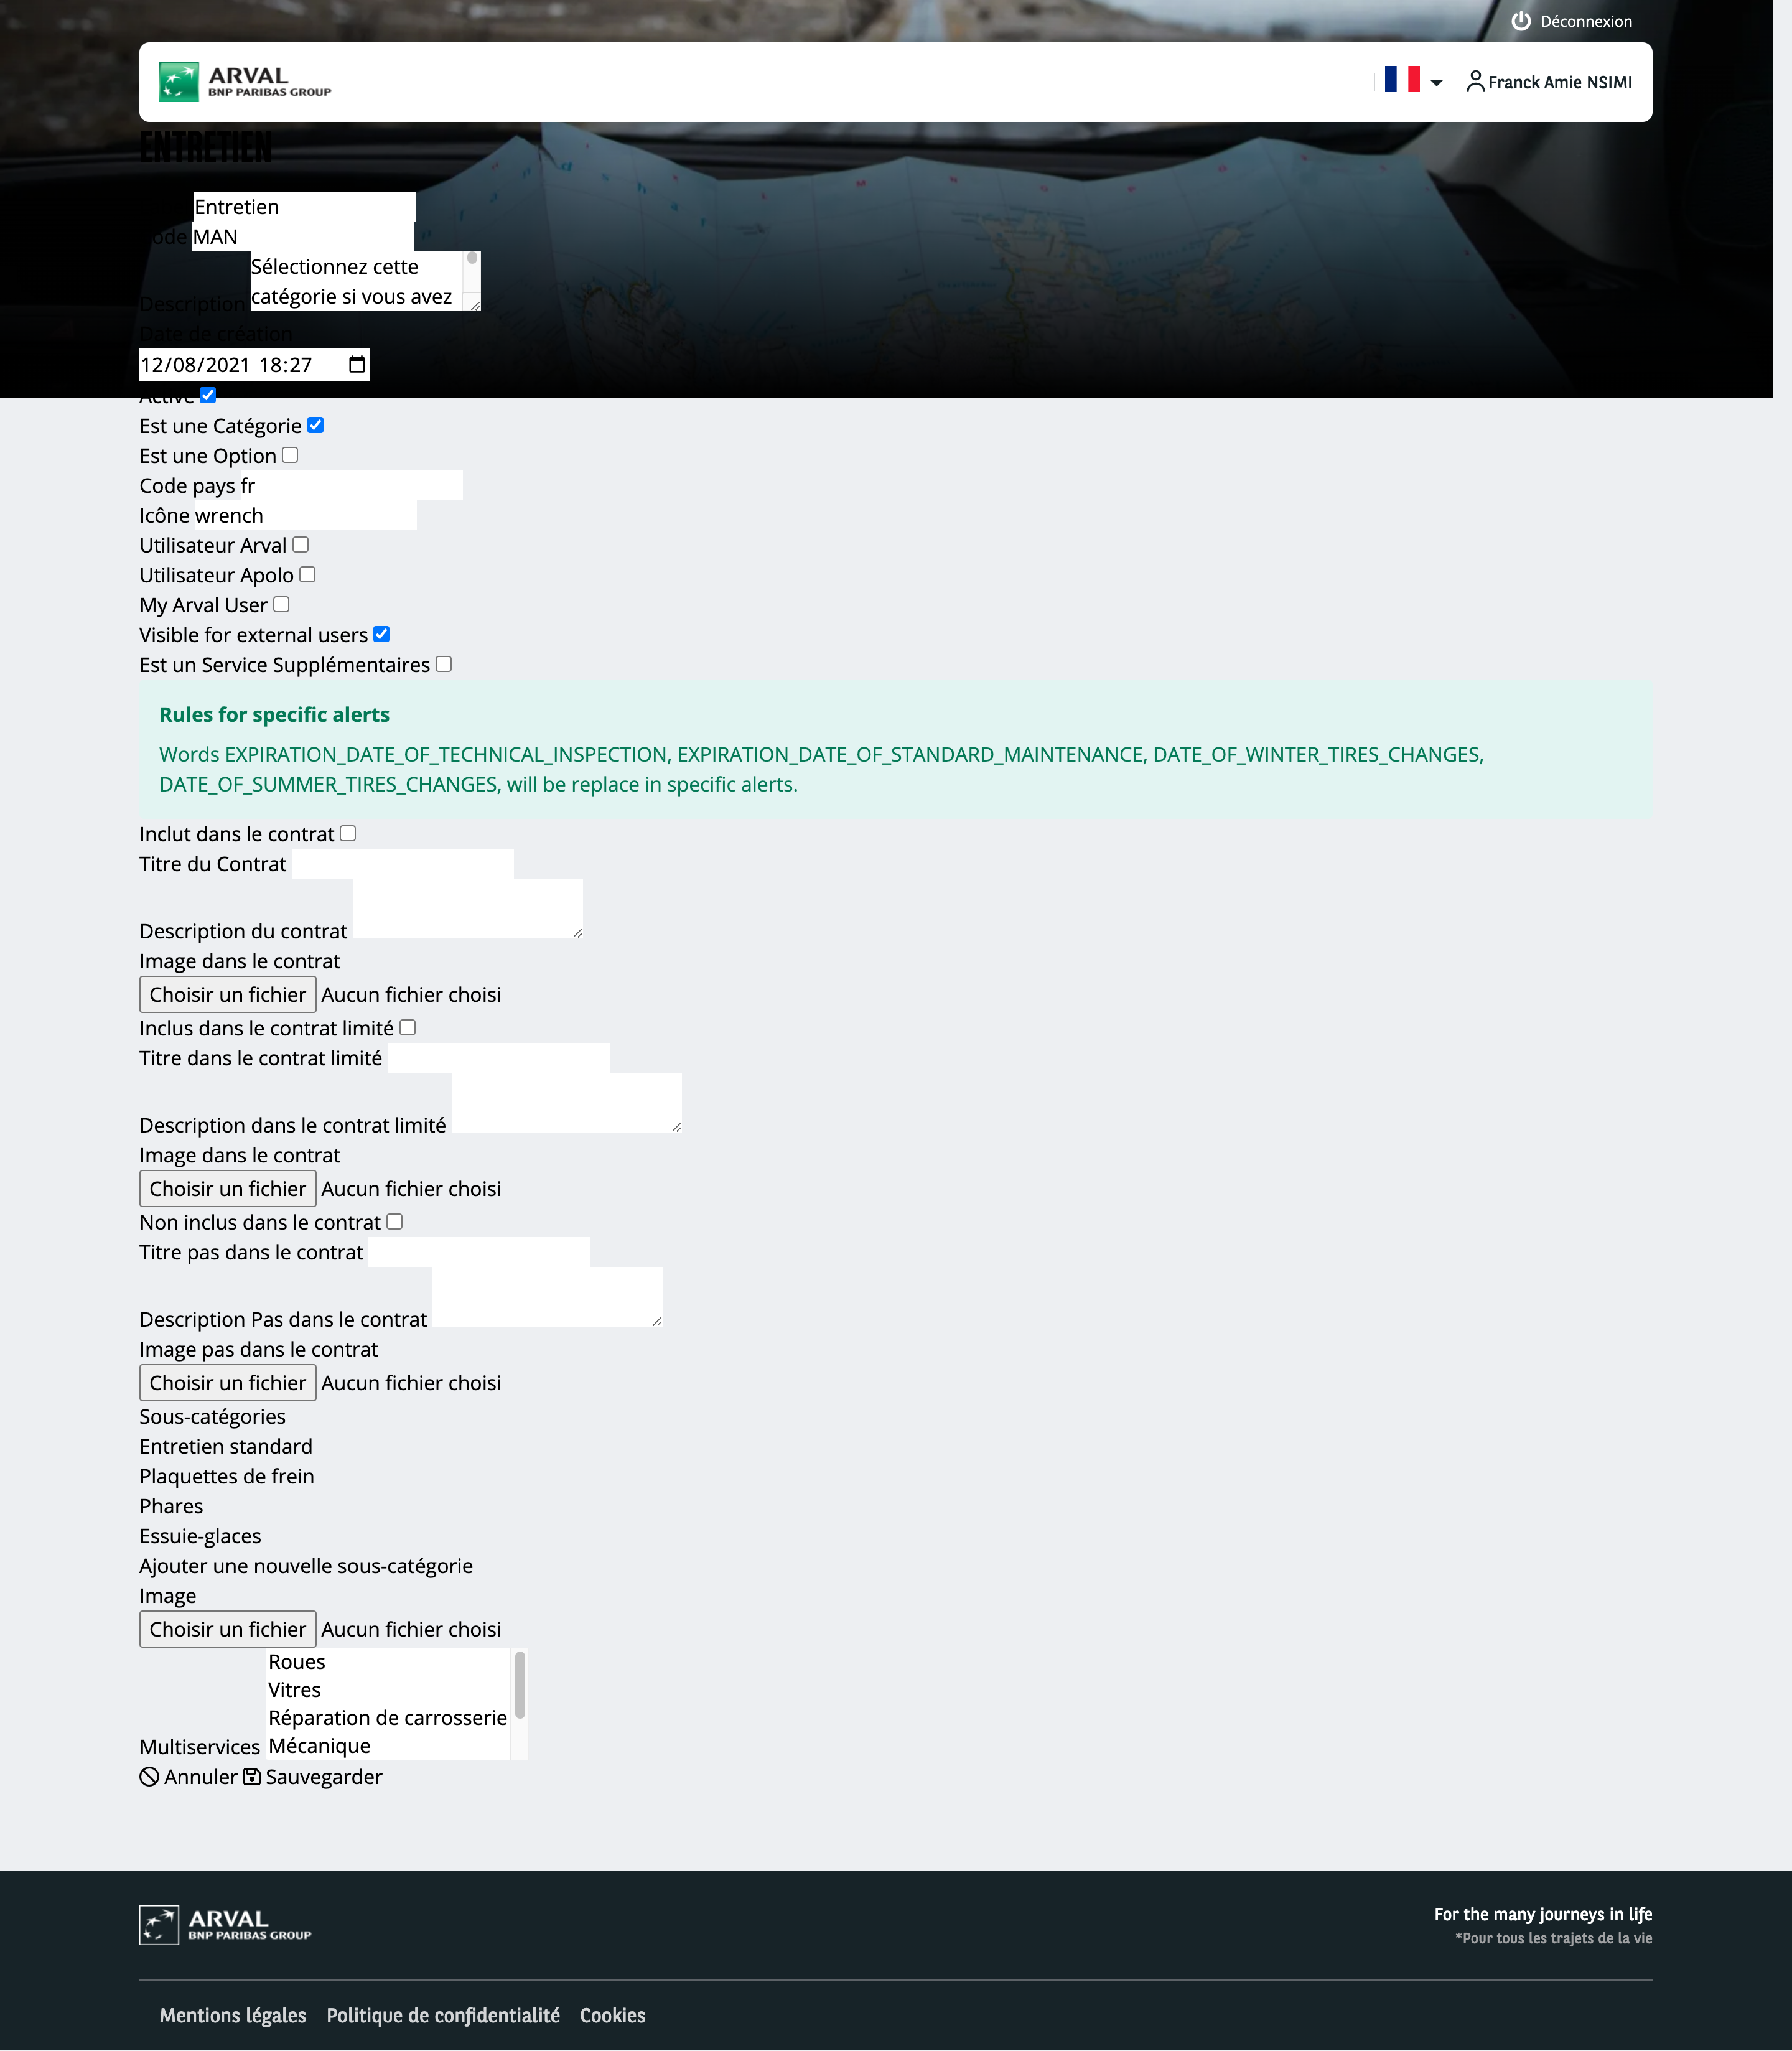 Déconnexion
ARVAL
BNP PARIBAS GROUP
Franck Amie NSIMI
ENTRETIEN
Entretien
Code MAN
Sélectionnez cette
catégorie si vous avez
Description
Date de création
12/08/2021 18:27
Active
Est une Catégorie
Est une Option
Code pays fr
Icône wrench
Utilisateur Arval
Utilisateur Apolo
My Arval User
Visible for external users
Est un Service Supplémentaires
Rules for specific alerts
Words EXPIRATION_DATE_OF_TECHNICAL_INSPECTION, EXPIRATION_DATE_OF_STANDARD_MAINTENANCE, DATE_OF_WINTER_TIRES_CHANGES,
DATE_OF_SUMMER_TIRES_CHANGES, will be replace in specific alerts.
Inclut dans le contrat
Titre du Contrat
Description du contrat
Image dans le contrat
Choisir un fichier Aucun fichier choisi
Inclus dans le contrat limité
Titre dans le contrat limité
Description dans le contrat limité
Image dans le contrat
Choisir un fichier Aucun fichier choisi
Non inclus dans le contrat
Titre pas dans le contrat
Description Pas dans le contrat
Image pas dans le contrat
Choisir un fichier Aucun fichier choisi
Sous-catégories
Entretien standard
Plaquettes de frein
Phares
Essuie-glaces
Ajouter une nouvelle sous-catégorie
Image
Choisir un fichier Aucun fichier choisi
Roues
Vitres
Réparation de carrosserie
Mécanique
Multiservices
Annuler Sauvegarder
ARVAL
BNP PARIBAS GROUP
For the many journeys in life
*Pour tous les trajets de la vie
Mentions légales Politique de confidentialité Cookies